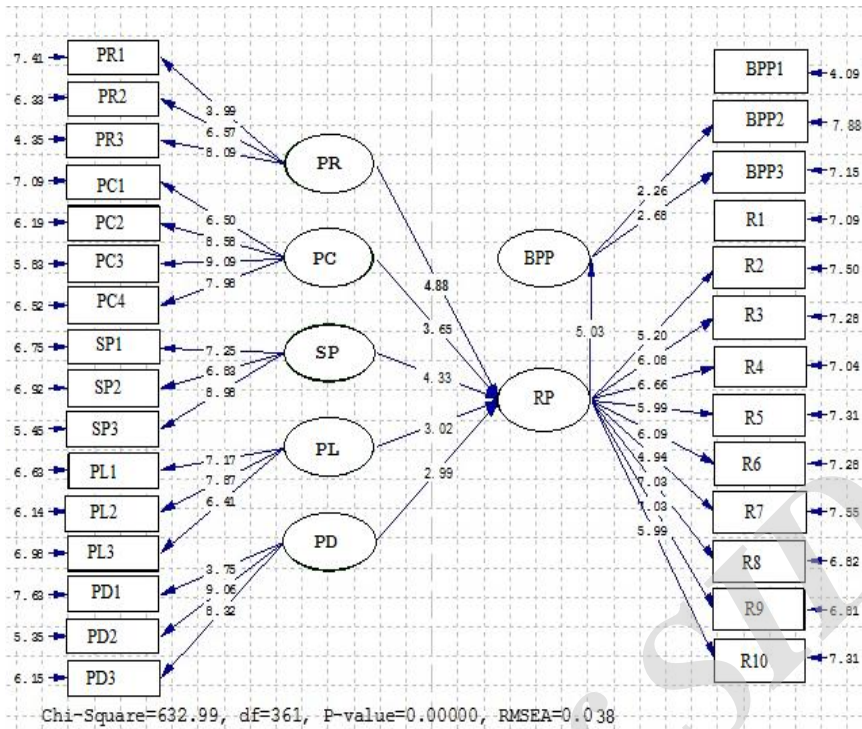 7.41 PR1
6.33 PR2
4.35 PR3
7.09 PC1
6.19 PC2
5.83 PC3
6.52 PC4
6.75 SP1
6.92 SP2
5.45 SP3
6.63 PL1
6.14 PL2
6.98 PL3
7.63 PD1
5.35 PD2
6.15 PD3
3.99
6.57
8.09
6.50
8.58
9.09
7.98
7.25
6.83
8.98
7.17
7.87
6.41
3.75
9.06
8.32
PR
PC
SP
PL
PD
4.88
3.65
4.33
3.02
2.99
BPP
5.03
RP
2.26
2.68
5.20
6.08
6.66
5.99
6.09
4.94
7.03
7.03
5.99
BPP1 4.09
BPP2 7.88
BPP3 7.15
R1 7.09
R2 7.50
R3 7.28
R4 7.04
R5 7.31
R6 7.28
R7 7.55
R8 6.82
R9 6.81
R10 7.31
Chi-Square=632.99, df=361, P-value=0.00000, RMSEA=0.038
SID